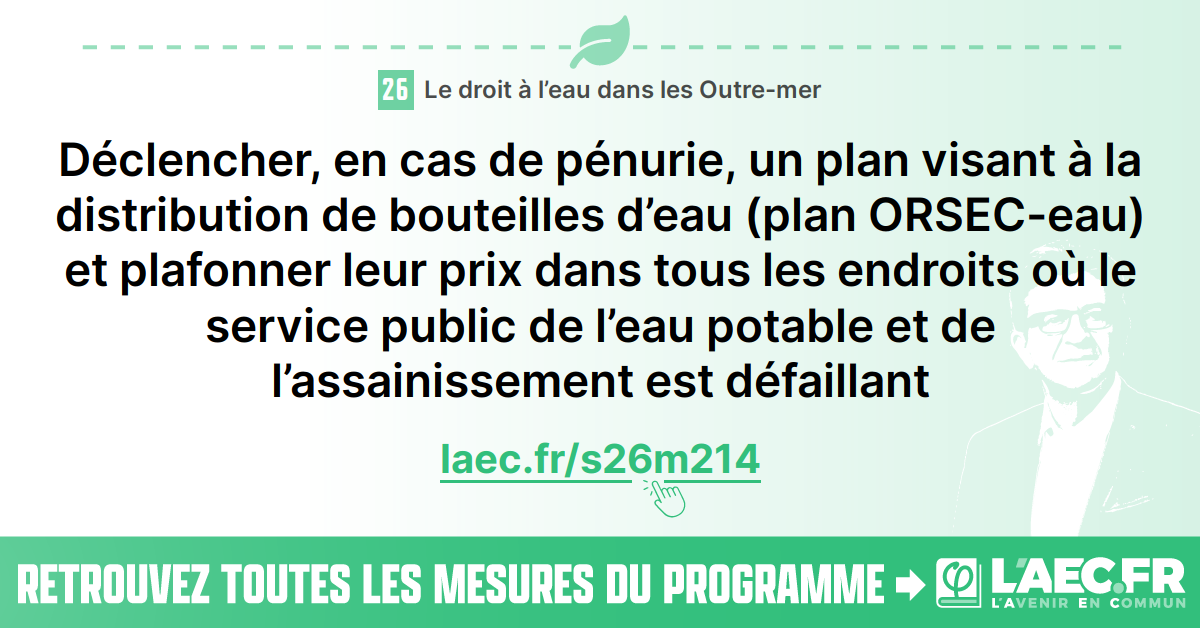 26 Le droit à l’eau dans les Outre-mer
Déclencher, en cas de pénurie, un plan visant à la
distribution de bouteilles d’eau (plan ORSEC-eau)
et plafonner leur prix dans tous les endroits où le
service public de l’eau potable et de
l’assainissement est défaillant
laec.fr/s26m214
RETROUVEZ TOUTES LES MESURES DU PROGRAMME
φ
L'AEC.FR
L'AVENIR EN COMMUN